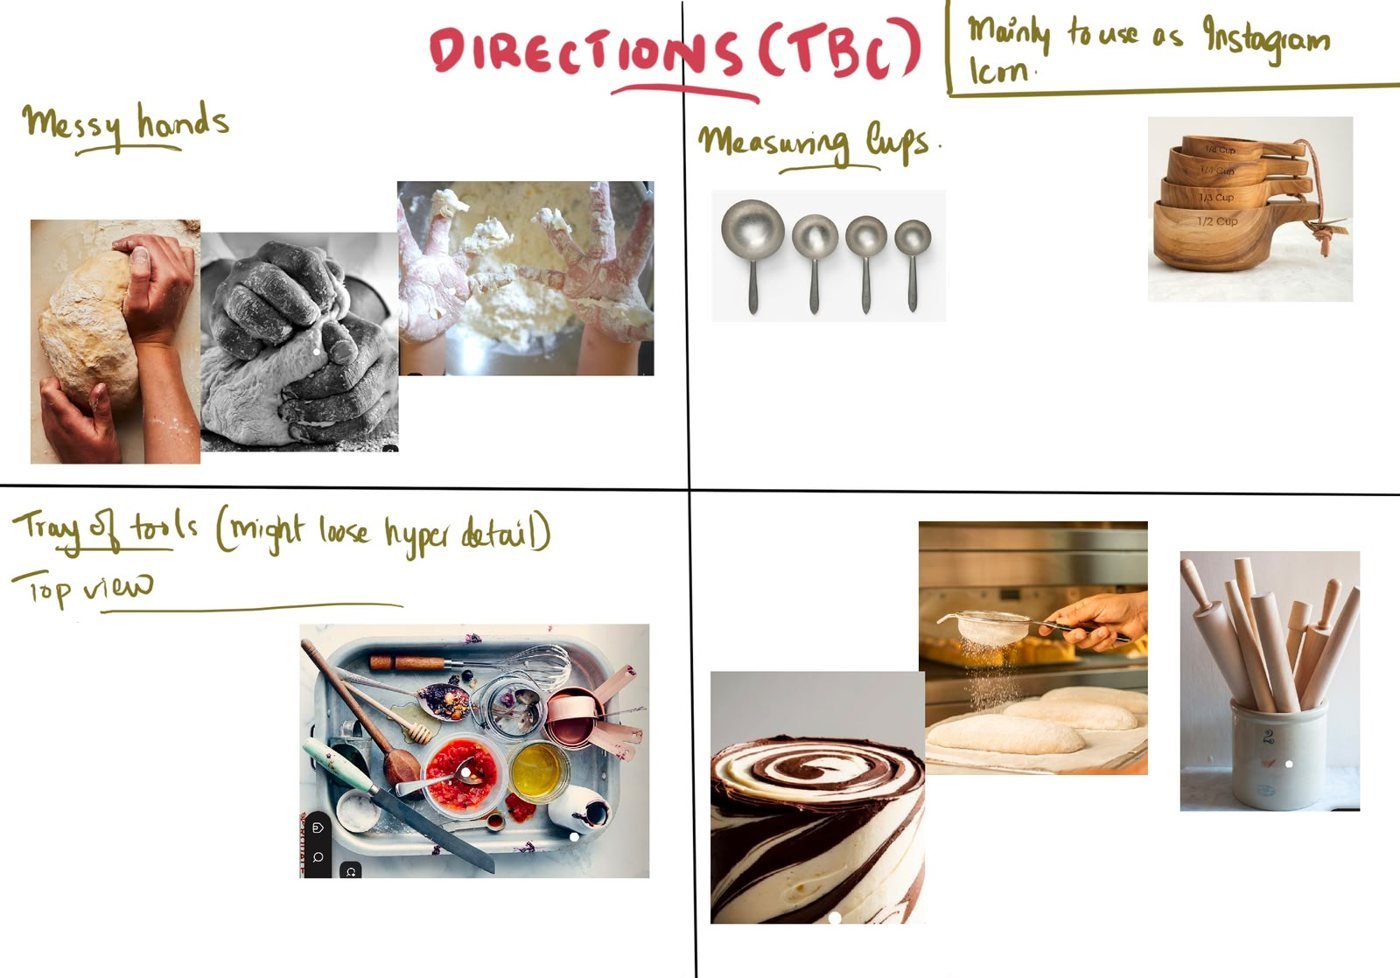 DIRECTIONS (TBC)
Mainly to use as Instagram
Icon.
Messy hands
Measuring Cups.
1/4 Cup
1/3 Cup
1/2 Cup
Tray of tools (might loose hyper detail)
Top view
2